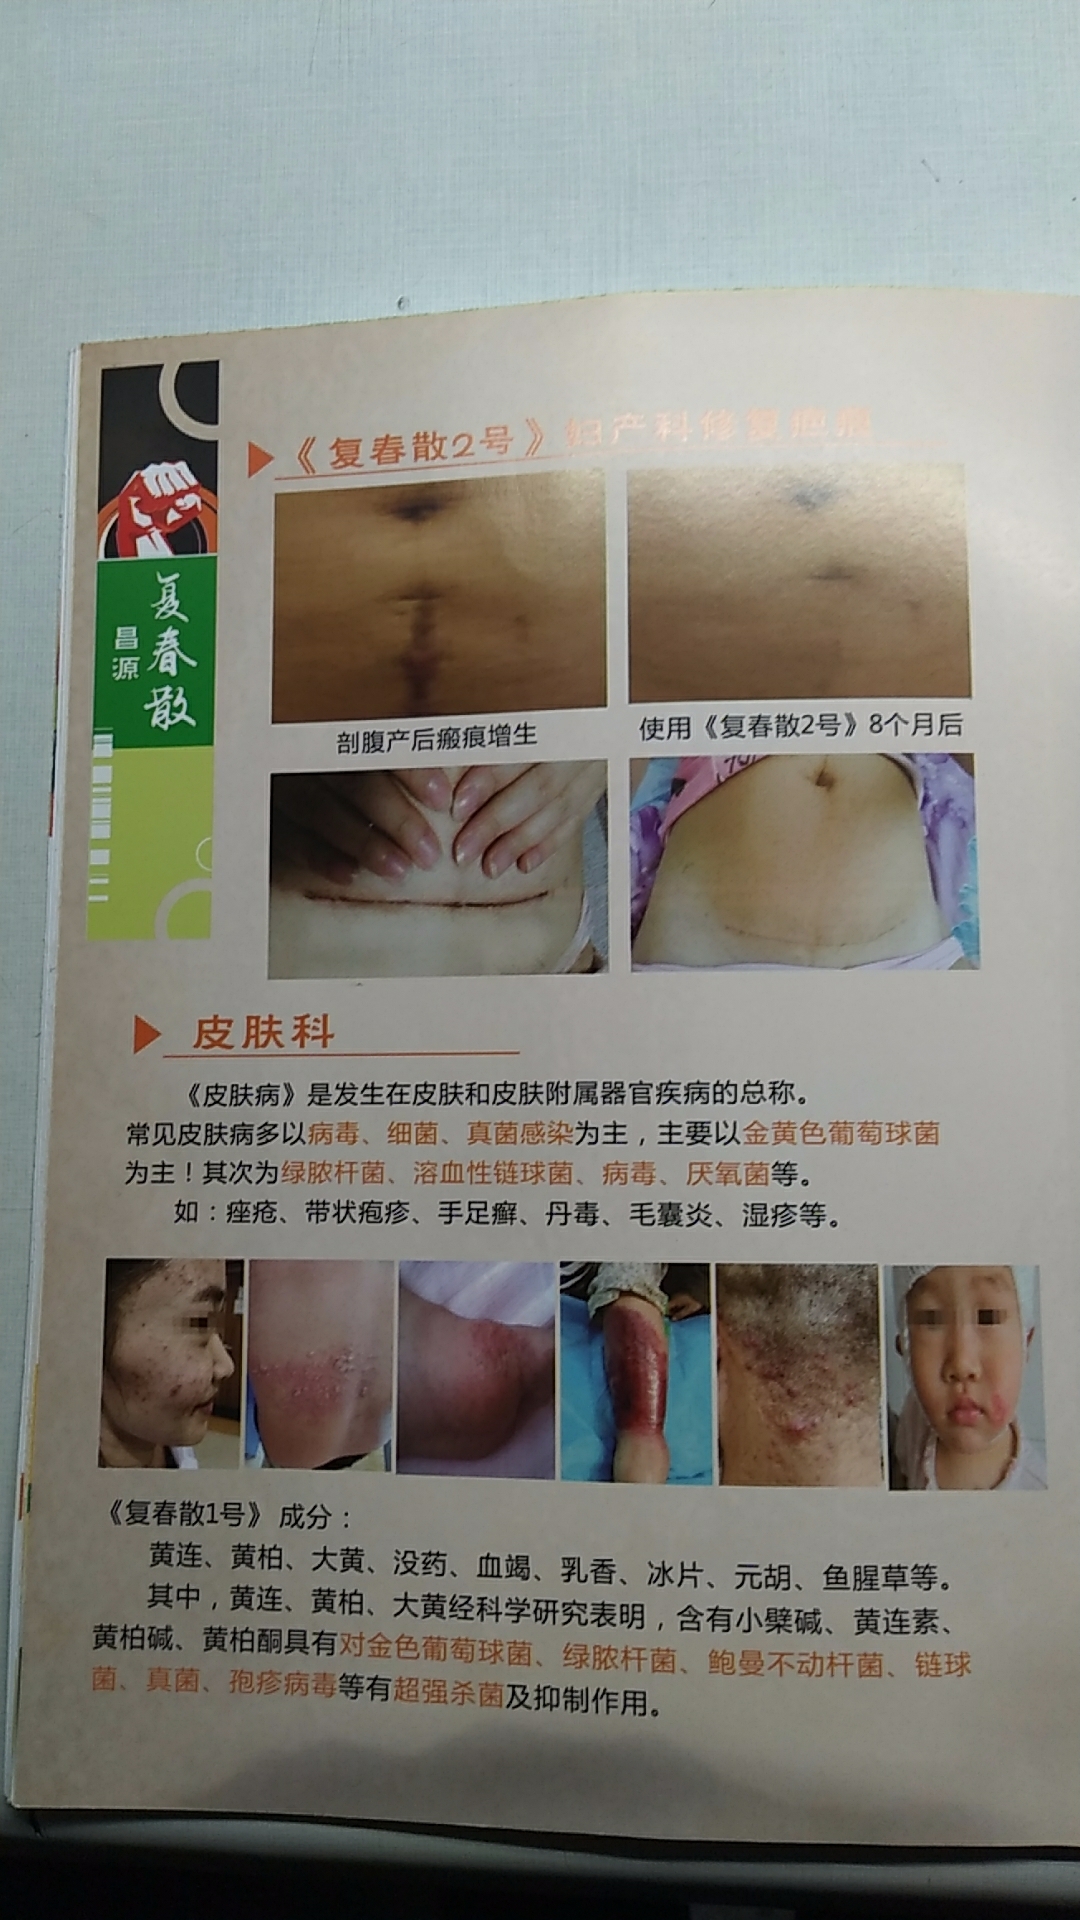 《复春散2号》妇产科修复疤痕
复春散
昌源
剖腹产后瘢痕增生
使用《复春散2号》8个月后
皮肤科
《皮肤病》是发生在皮肤和皮肤附属器官疾病的总称。
常见皮肤病多以病毒、细菌、真菌感染为主，主要以金黄色葡萄球菌
为主！其次为绿脓杆菌、溶血性链球菌、病毒、厌氧菌等。
如：痤疮、带状疱疹、手足癣、丹毒、毛囊炎、湿疹等。
《复春散1号》 成分：
黄连、黄柏、大黄、没药、血竭、乳香、冰片、元胡、鱼腥草等。
其中，黄连、黄柏、大黄经科学研究表明，含有小檗碱、黄连素、
黄柏碱、黄柏酮具有对金色葡萄球菌、绿脓杆菌、鲍曼不动杆菌、链球
菌、真菌、孢疹病毒等有超强杀菌及抑制作用。